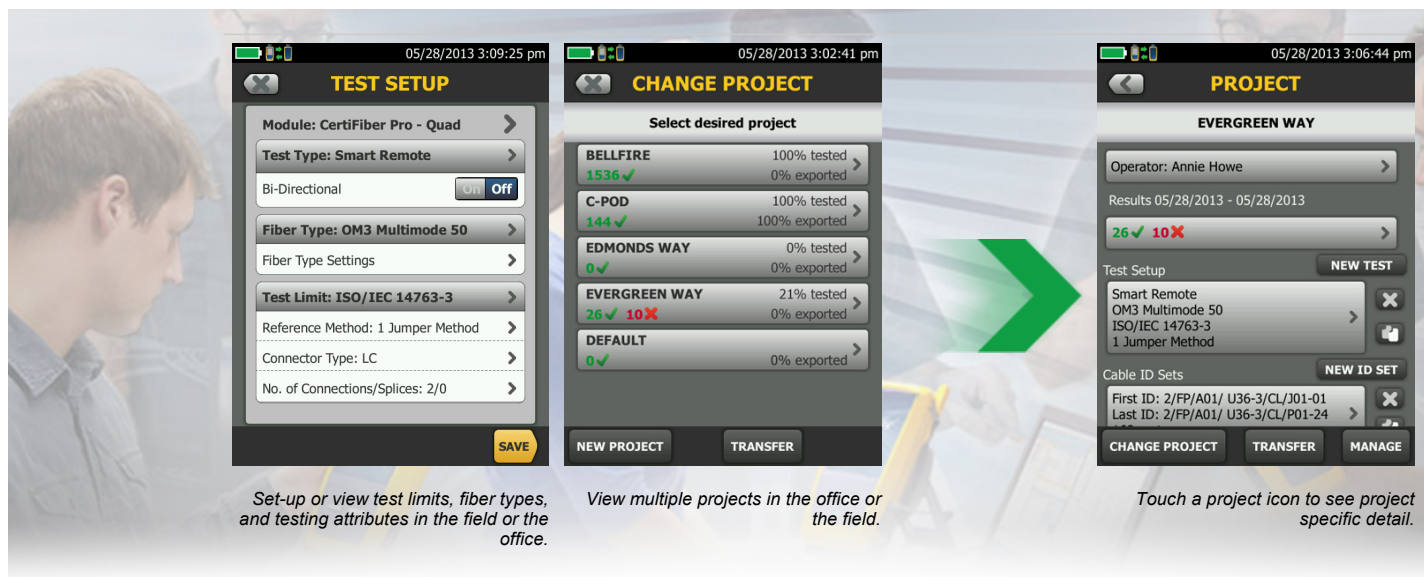 05/28/2013 3:09:25 pm
TEST SETUP
Module: CertiFiber Pro - Quad
Test Type: Smart Remote
Bi-Directional On Off
Fiber Type: OM3 Multimode 50
Fiber Type Settings
Test Limit: ISO/IEC 14763-3
Reference Method: 1 Jumper Method
Connector Type: LC
No. of Connections/Splices: 2/0
SAVE
Set-up or view test limits, fiber types,
and testing attributes in the field or the
office.
05/28/2013 3:02:41 pm
CHANGE PROJECT
Select desired project
BELLFIRE 100% tested
1536 ✓ 0% exported
C-POD 100% tested
144 ✓ 100% exported
EDMONDS WAY 0% tested
0 ✓ 0% exported
EVERGREEN WAY 21% tested
26 ✓ 10 ✗ 0% exported
DEFAULT
0 ✓ 0% exported
NEW PROJECT TRANSFER
View multiple projects in the office or
the field.
05/28/2013 3:06:44 pm
PROJECT
EVERGREEN WAY
Operator: Annie Howe
Results 05/28/2013 - 05/28/2013
26 ✓ 10 ✗
Test Setup NEW TEST
Smart Remote
OM3 Multimode 50
ISO/IEC 14763-3
1 Jumper Method
Cable ID Sets NEW ID SET
First ID: 2/FP/A01/ U36-3/CL/J01-01
Last ID: 2/FP/A01/ U36-3/CL/P01-24
CHANGE PROJECT TRANSFER MANAGE
Touch a project icon to see project
specific detail.